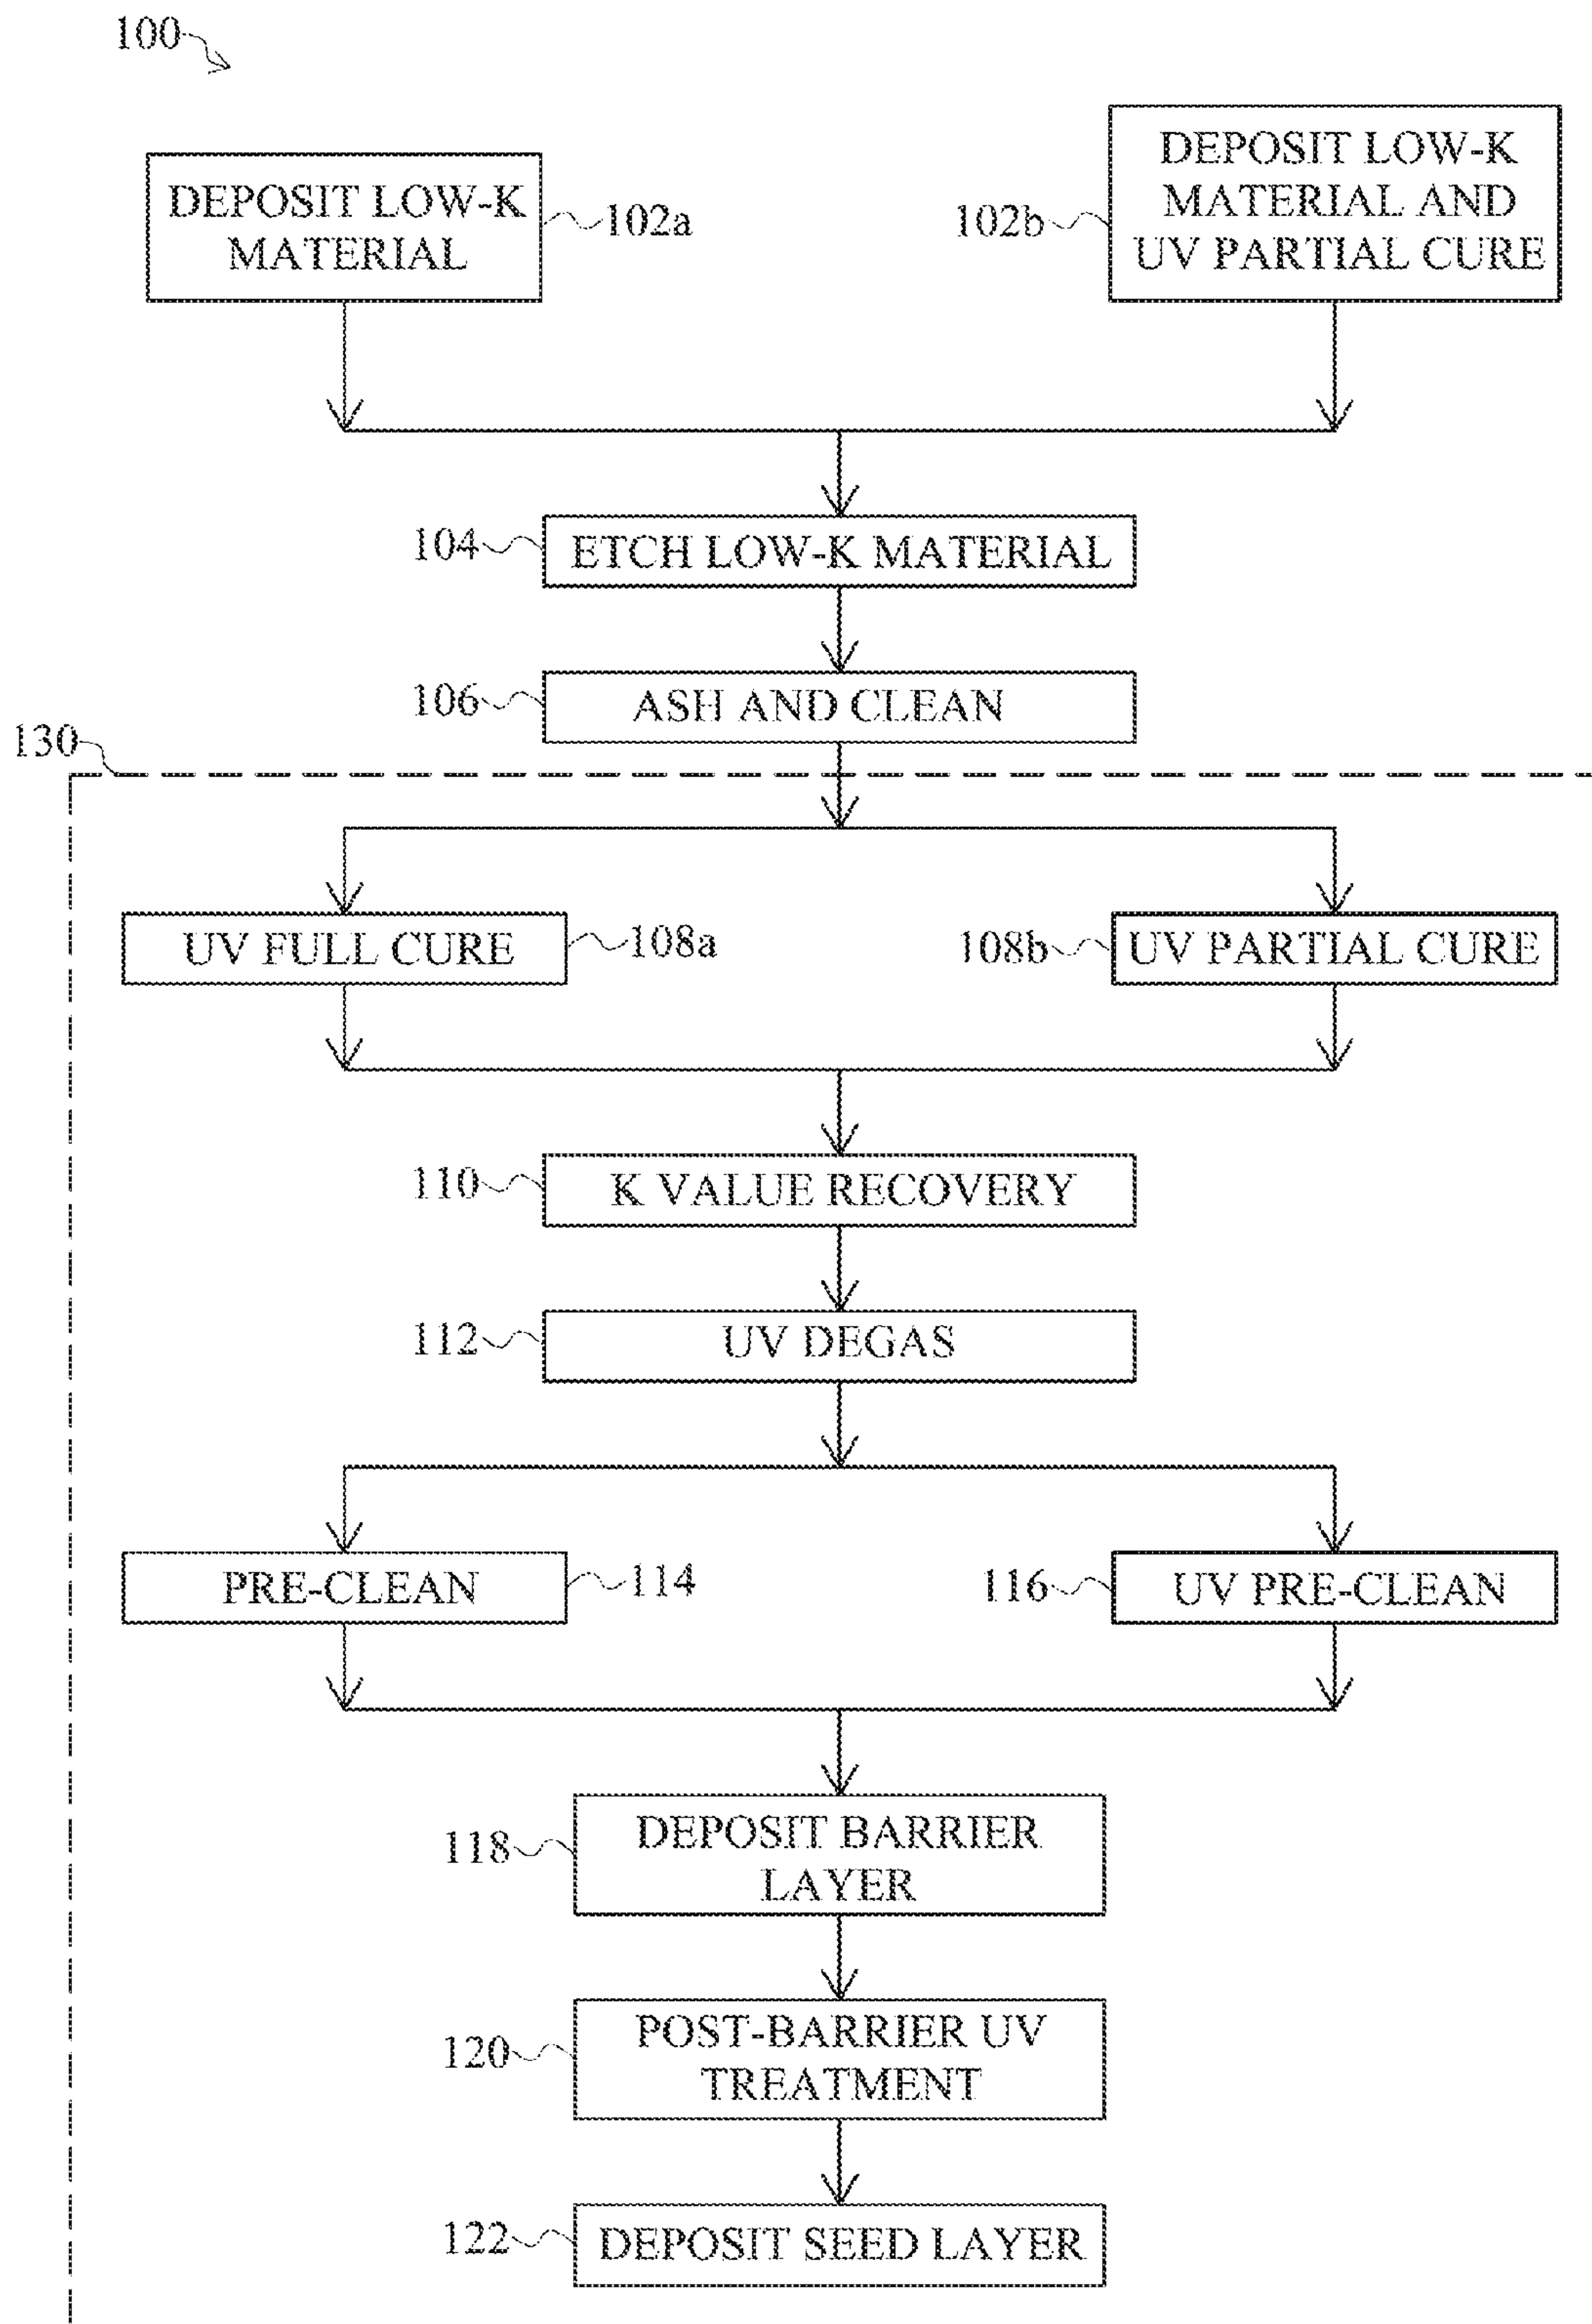 100
DEPOSIT LOW-K
MATERIAL
102a
102b
DEPOSIT LOW-K
MATERIAL AND
UV PARTIAL CURE
104
ETCH LOW-K MATERIAL
106
ASH AND CLEAN
130
UV FULL CURE
108a
108b
UV PARTIAL CURE
110
K VALUE RECOVERY
112
UV DEGAS
PRE-CLEAN
114
116
UV PRE-CLEAN
118
DEPOSIT BARRIER
LAYER
120
POST-BARRIER UV
TREATMENT
122
DEPOSIT SEED LAYER